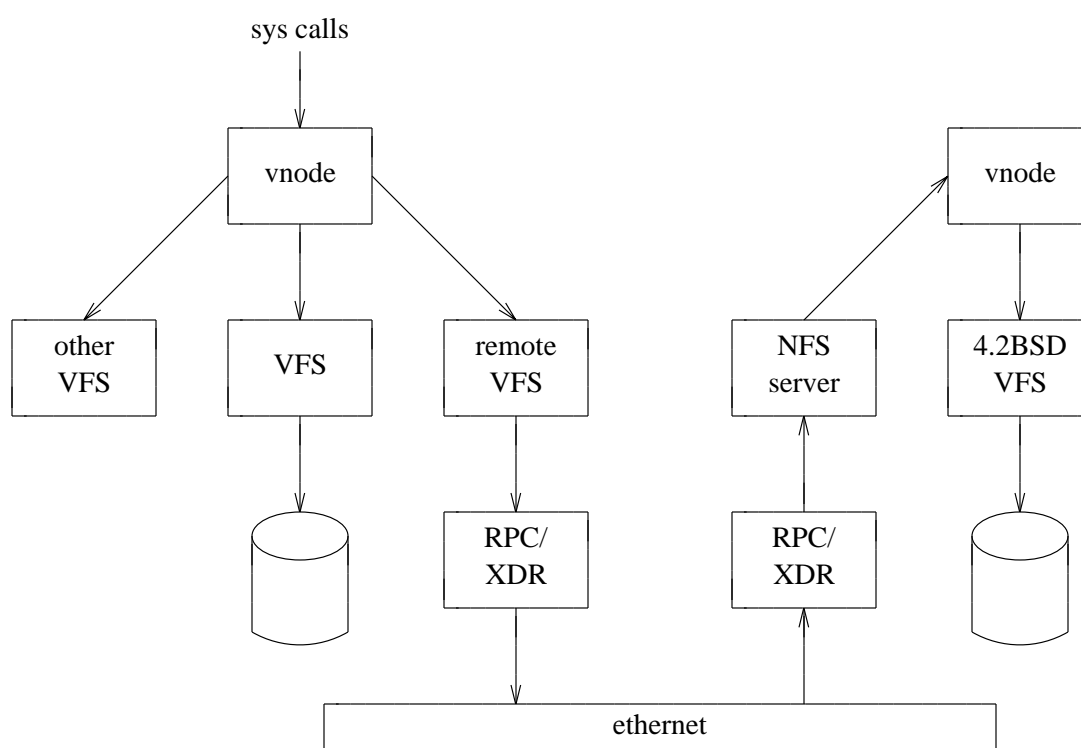 sys calls
vnode
vnode
other
VFS
VFS
remote
VFS
NFS
server
4.2BSD
VFS
RPC/
XDR
RPC/
XDR
ethernet